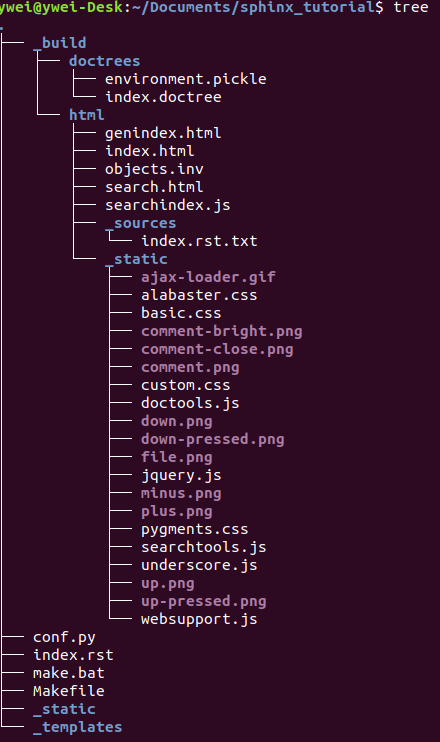 ywei@ywei-Desk:~/Documents/sphinx_tutorial$ tree
.
├── _build
│   ├── doctrees
│   │   ├── environment.pickle
│   │   └── index.doctree
│   └── html
│       ├── genindex.html
│       ├── index.html
│       ├── objects.inv
│       ├── search.html
│       ├── searchindex.js
│       ├── _sources
│       │   └── index.rst.txt
│       └── _static
│           ├── ajax-loader.gif
│           ├── alabaster.css
│           ├── basic.css
│           ├── comment-bright.png
│           ├── comment-close.png
│           ├── comment.png
│           ├── custom.css
│           ├── doctools.js
│           ├── down.png
│           ├── down-pressed.png
│           ├── file.png
│           ├── jquery.js
│           ├── minus.png
│           ├── plus.png
│           ├── pygments.css
│           ├── searchtools.js
│           ├── underscore.js
│           ├── up.png
│           ├── up-pressed.png
│           └── websupport.js
├── conf.py
├── index.rst
├── make.bat
├── Makefile
├── _static
└── _templates